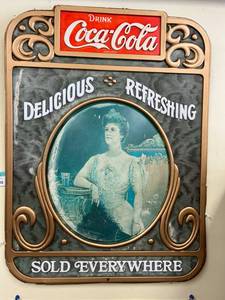 DRINK
Coca-Cola
DELICIOUS REFRESHING
SOLD EVERYWHERE